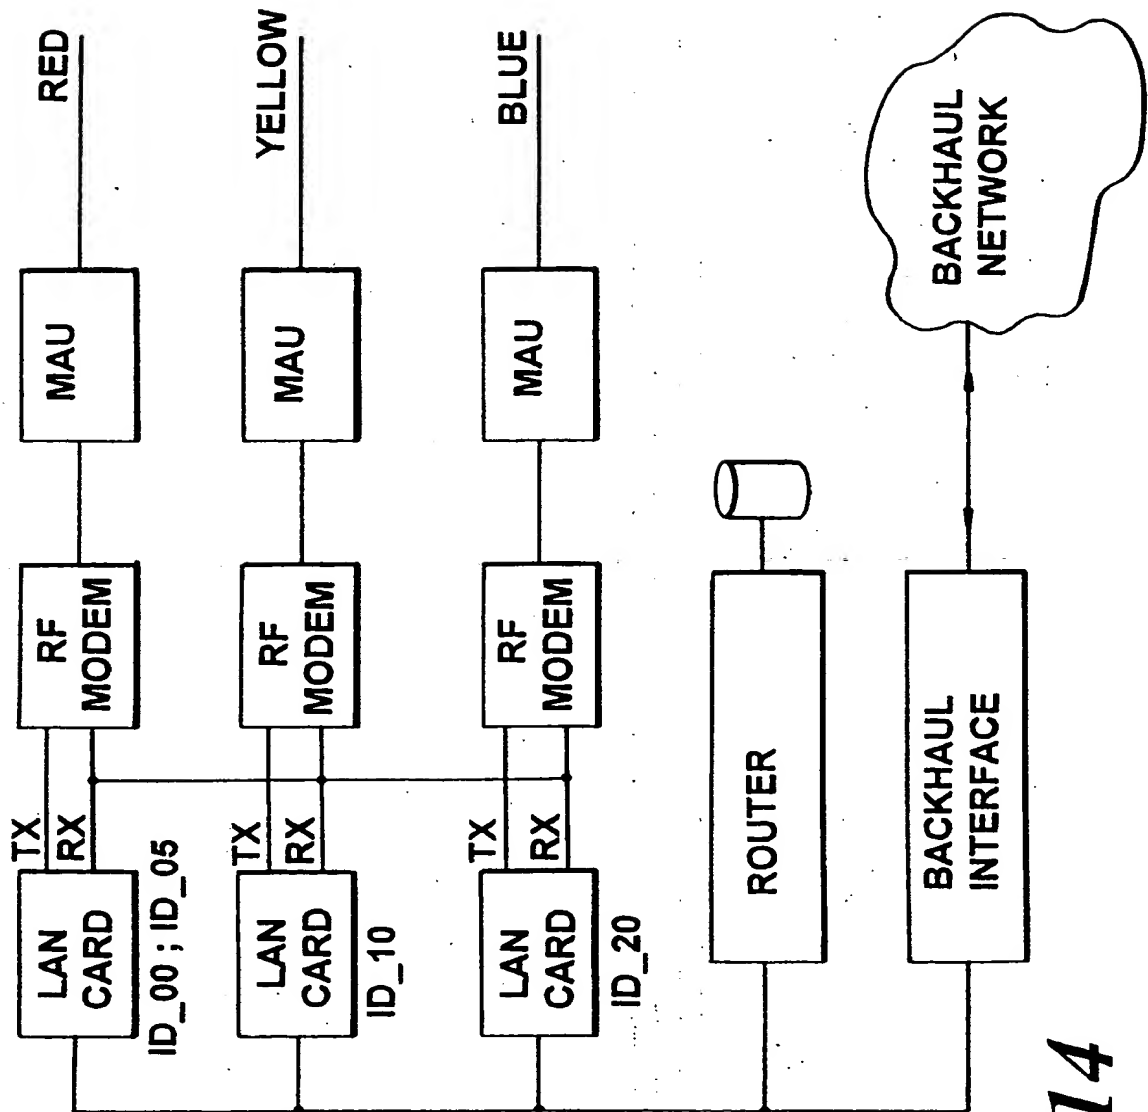 RED
YELLOW
BLUE
MAU
MAU
MAU
BACKHAUL
NETWORK
RF
MODEM
RF
MODEM
RF
MODEM
TX
RX
TX
RX
TX
RX
LAN
CARD
ID_00 ; ID_05
LAN
CARD
ID_10
LAN
CARD
ID_20
ROUTER
BACKHAUL
INTERFACE
14